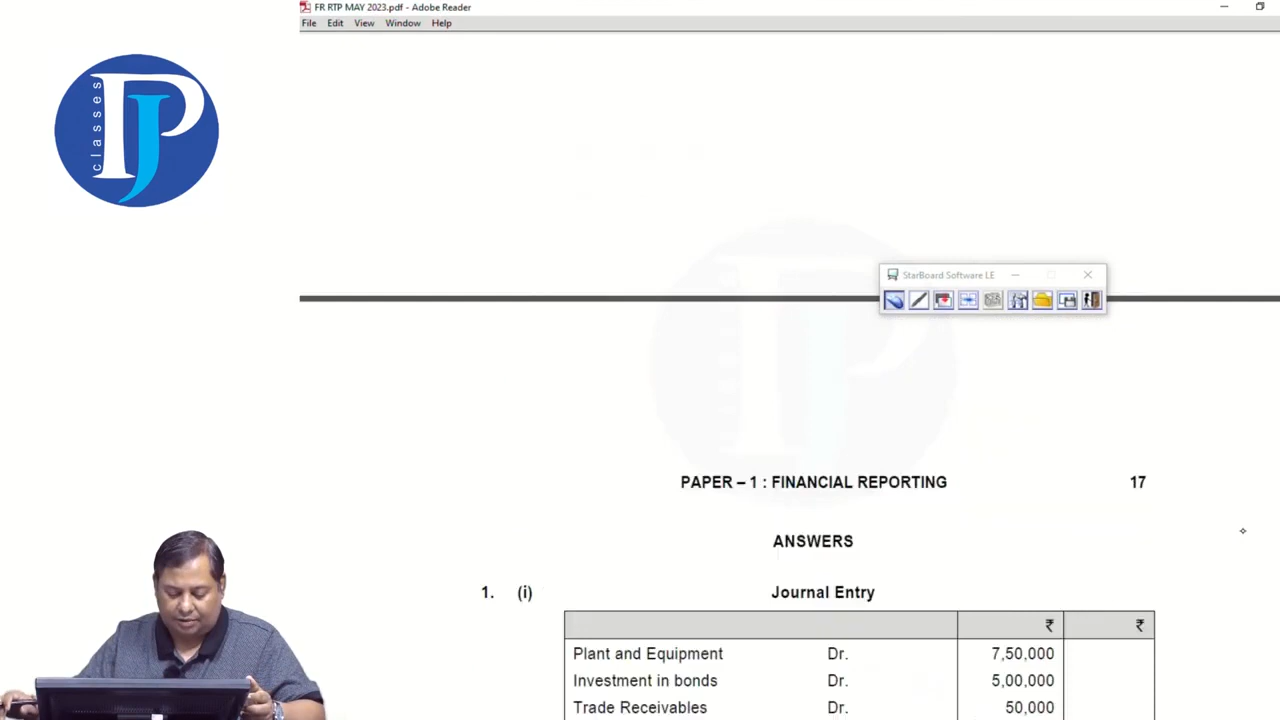 FR RTP MAY 2023.pdf - Adobe Reader
File Edit View Window Help
classes
PJ
StarBoard Software LE
PAPER – 1 : FINANCIAL REPORTING 17
ANSWERS
1. (i) Journal Entry
₹ ₹
Plant and Equipment Dr. 7,50,000
Investment in bonds Dr. 5,00,000
Trade Receivables Dr. 50,000